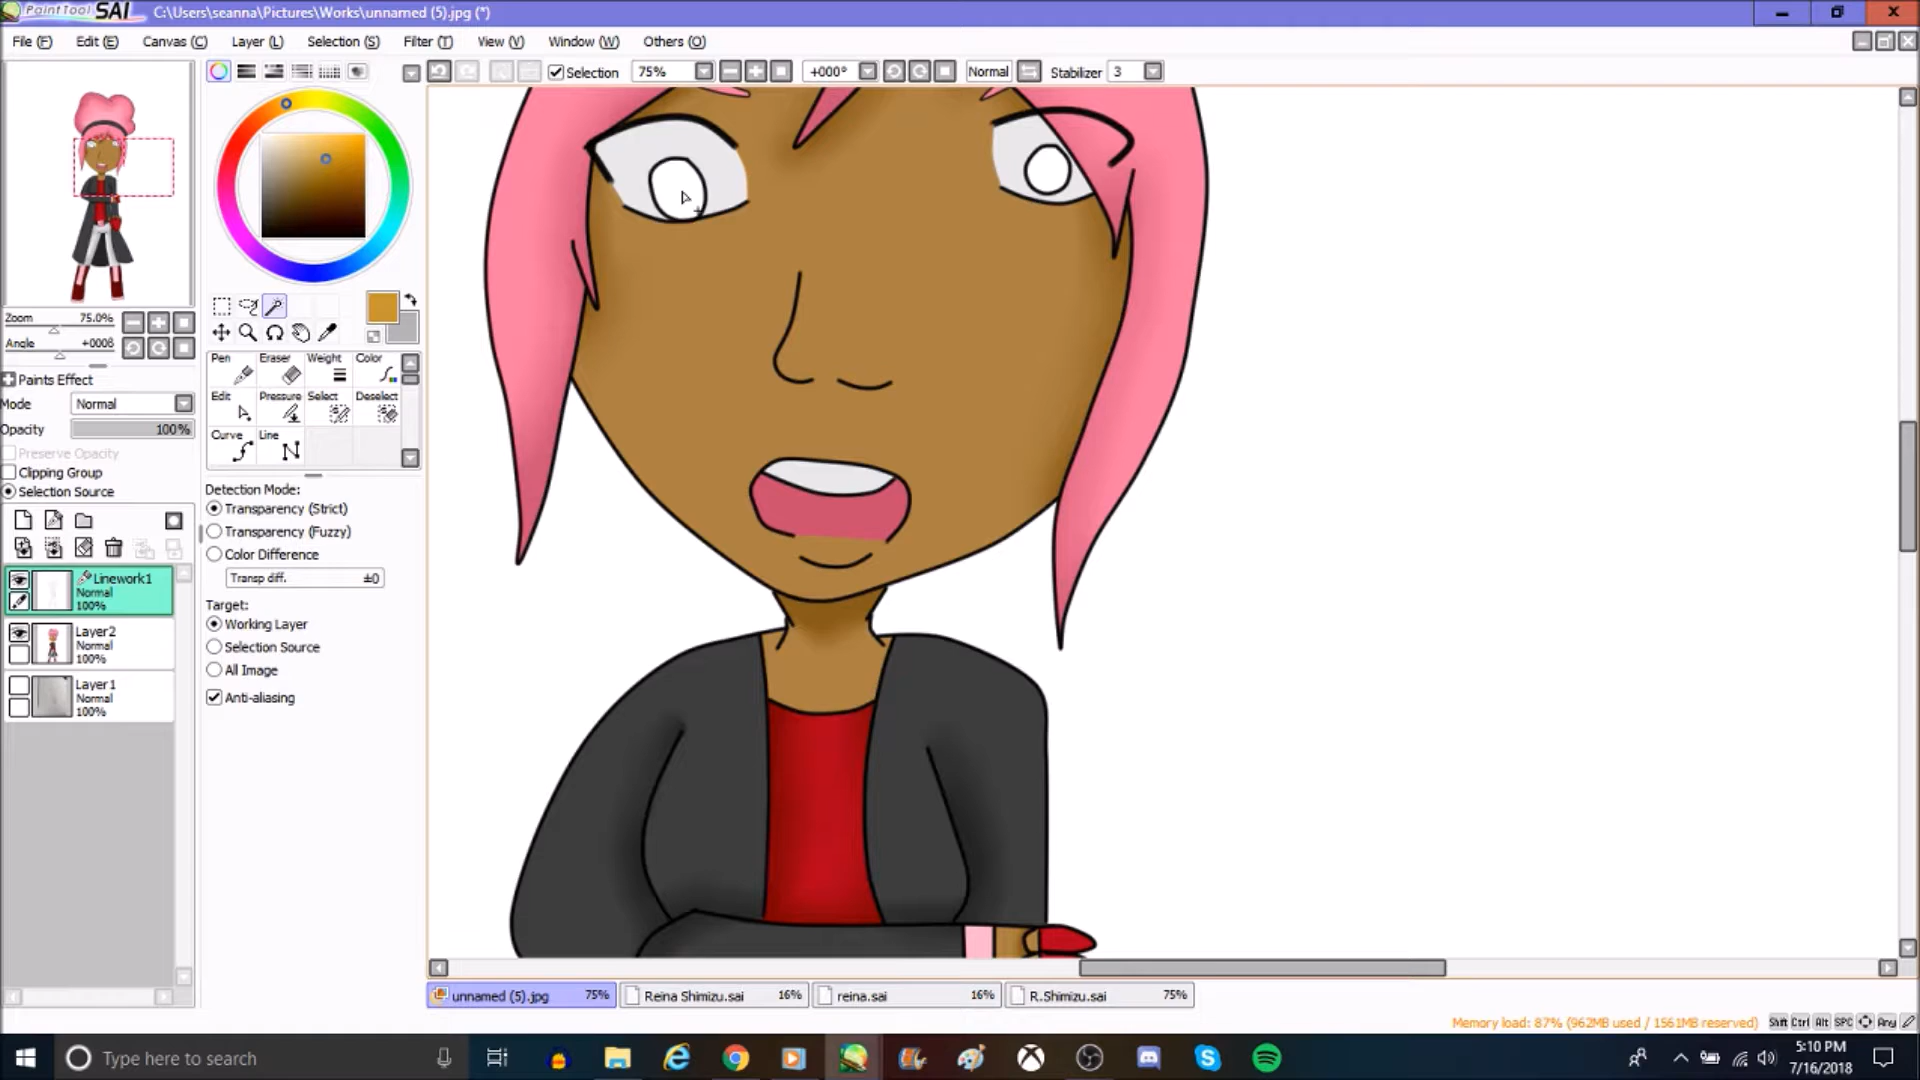 PaintTool SAI C:\Users\seanna\Pictures\Works\unnamed (5).jpg (*)
File (F) Edit (E) Canvas (C) Layer (L) Selection (S) Filter (T) View (V) Window (W) Others (O)
Selection 75% +000° Normal Stabilizer 3
Zoom 75.0%
Angle +000ß
Paints Effect
Mode Normal
Opacity 100%
Preserve Opacity
Clipping Group
Selection Source
Linework1
Normal
100%
Layer2
Normal
100%
Layer1
Normal
100%
Pen Eraser Weight Color
Edit Pressure Select Deselect
Curve Line
Detection Mode:
Transparency (Strict)
Transparency (Fuzzy)
Color Difference
Transp diff. ±0
Target:
Working Layer
Selection Source
All Image
Anti-aliasing
unnamed (5).jpg 75% Reina Shimizu.sai 16% reina.sai 16% R.Shimizu.sai 75%
Memory load: 87% (962MB used / 1561MB reserved) Shift Ctrl Alt SPC Any
Type here to search
5:10 PM
7/16/2018